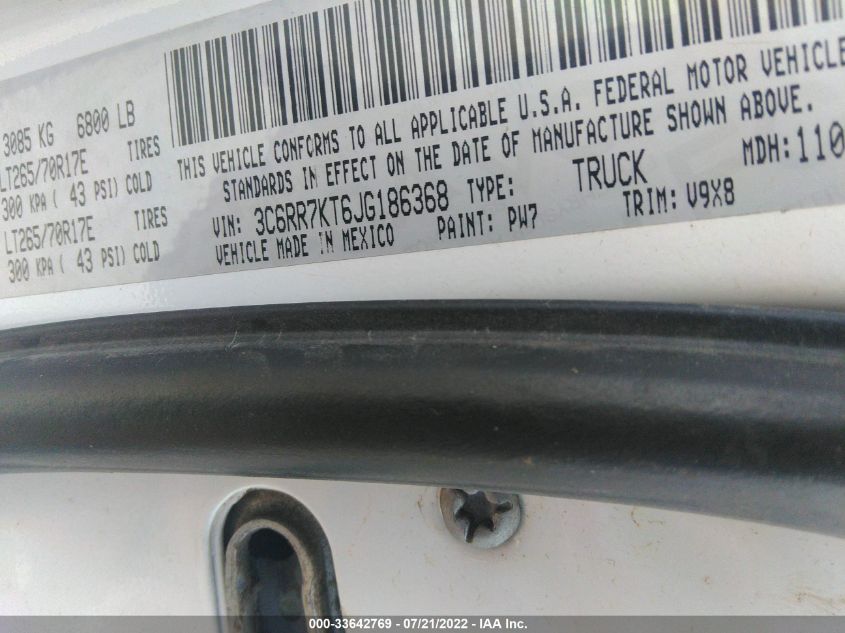 3085 KG 6800 LB
LT265/70R17E TIRES
300 KPA ( 43 PSI) COLD
LT265/70R17E TIRES
300 KPA ( 43 PSI) COLD
THIS VEHICLE CONFORMS TO ALL APPLICABLE U.S.A. FEDERAL MOTOR VEHICLE
STANDARDS IN EFFECT ON THE DATE OF MANUFACTURE SHOWN ABOVE.
VIN: 3C6RR7KT6JG186368 TYPE: TRUCK MDH:110
VEHICLE MADE IN MEXICO PAINT: PW7 TRIM: V9X8
000-33642769 - 07/21/2022 - IAA Inc.